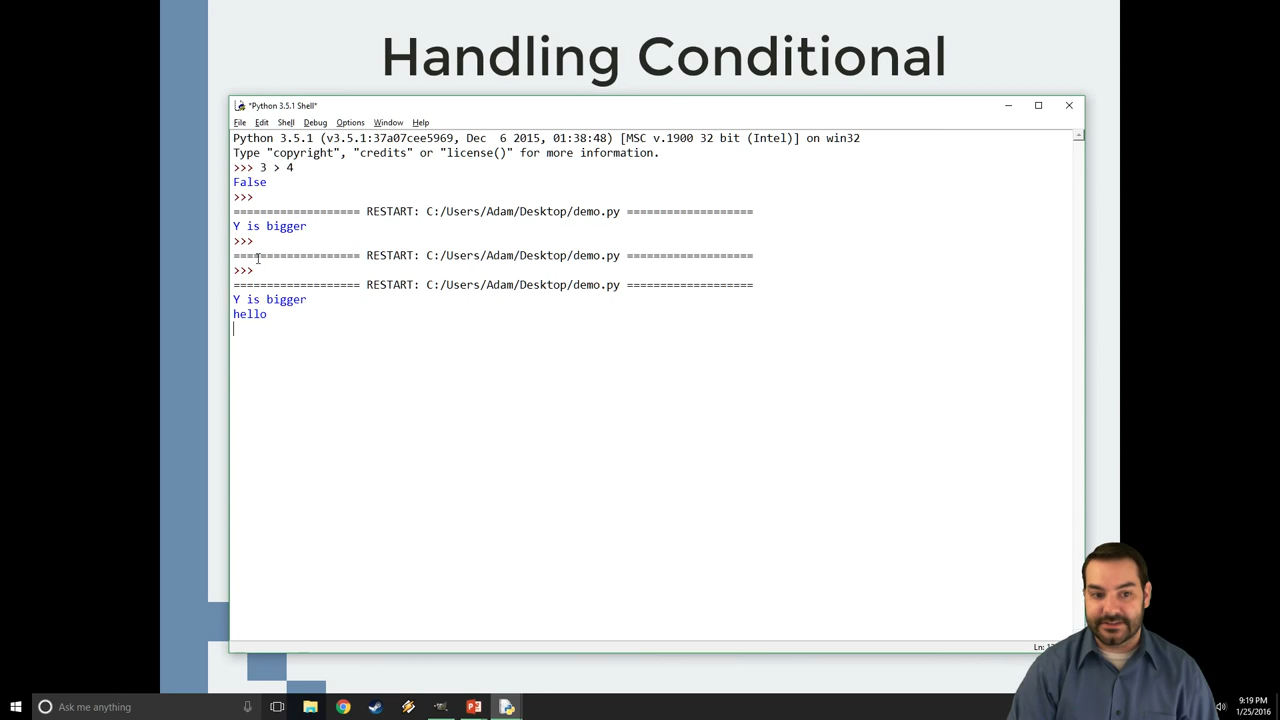 Handling Conditional
*Python 3.5.1 Shell*
File Edit Shell Debug Options Window Help
Python 3.5.1 (v3.5.1:37a07cee5969, Dec  6 2015, 01:38:48) [MSC v.1900 32 bit (Intel)] on win32
Type "copyright", "credits" or "license()" for more information.
>>> 3 > 4
False
>>>
=================== RESTART: C:/Users/Adam/Desktop/demo.py ===================
Y is bigger
>>>
=================== RESTART: C:/Users/Adam/Desktop/demo.py ===================
>>>
=================== RESTART: C:/Users/Adam/Desktop/demo.py ===================
Y is bigger
hello
Ln:
Ask me anything
9:19 PM
1/25/2016